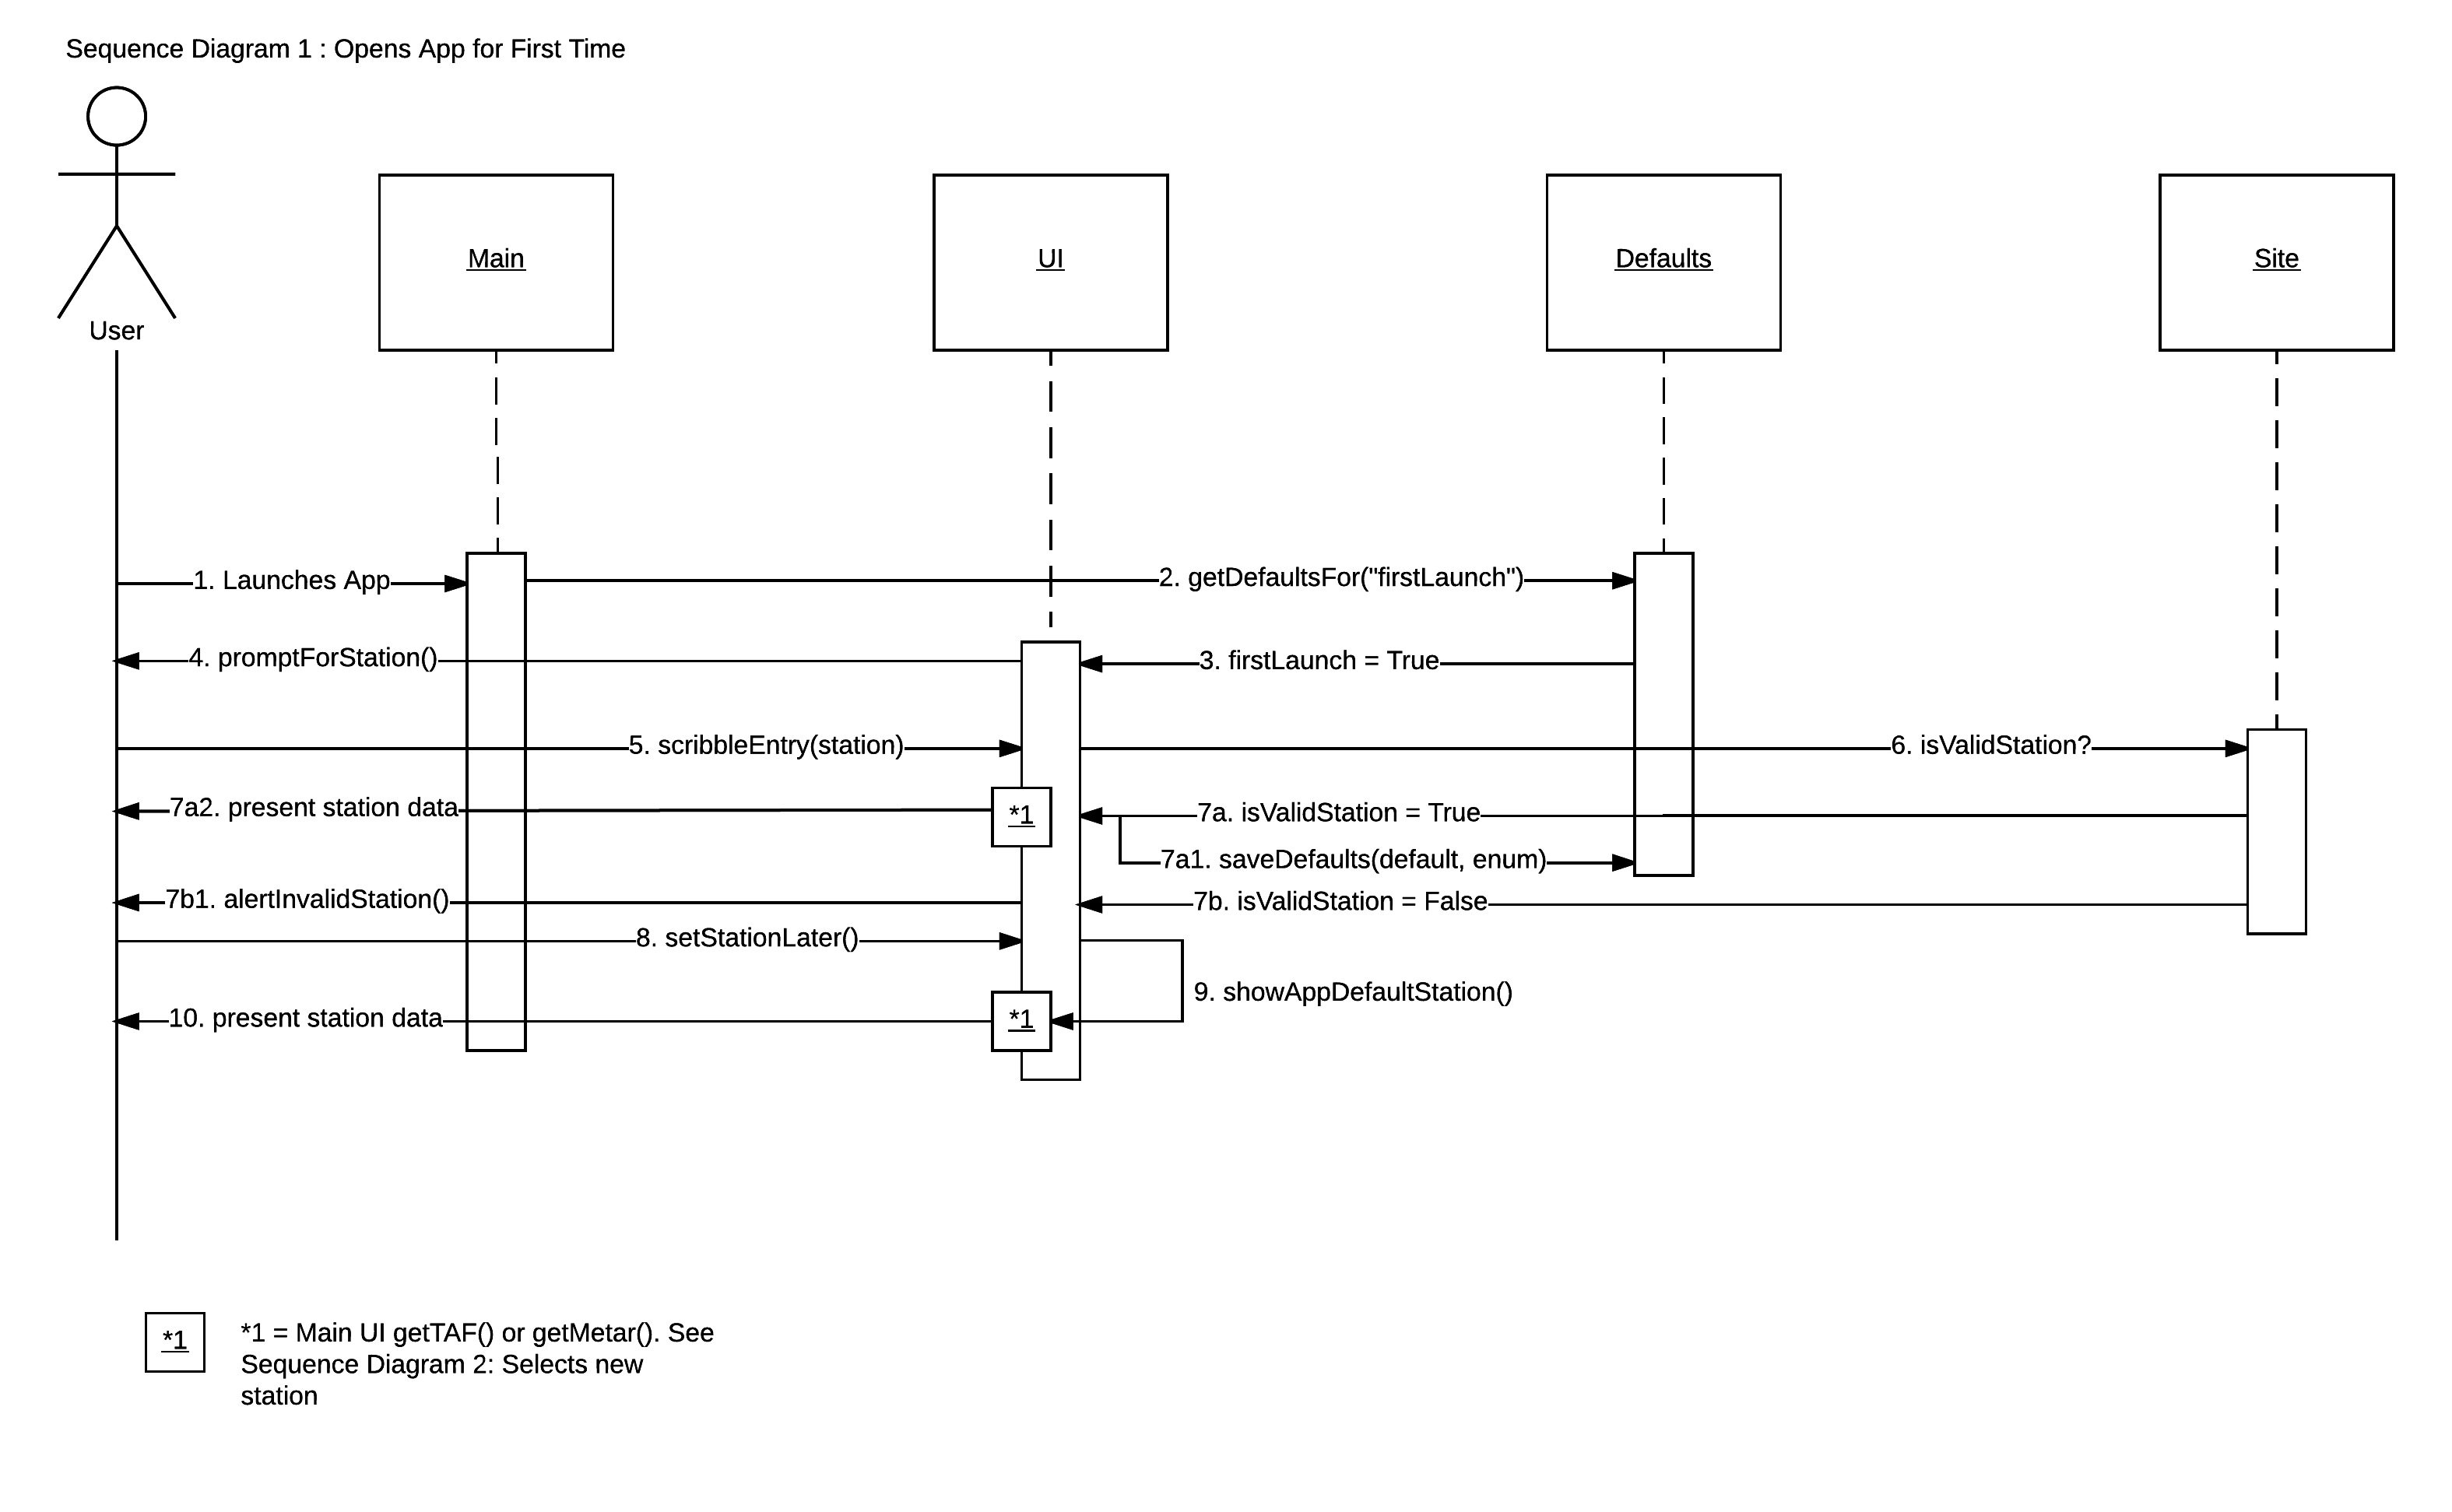 Sequence Diagram 1 : Opens App for First Time
User
Main
UI
Defaults
Site
1. Launches App
2. getDefaultsFor("firstLaunch")
4. promptForStation()
3. firstLaunch = True
5. scribbleEntry(station)
6. isValidStation?
7a2. present station data
*1
7a. isValidStation = True
7a1. saveDefaults(default, enum)
7b1. alertInvalidStation()
7b. isValidStation = False
8. setStationLater()
9. showAppDefaultStation()
10. present station data
*1
*1
*1 = Main UI getTAF() or getMetar(). See
Sequence Diagram 2: Selects new
station